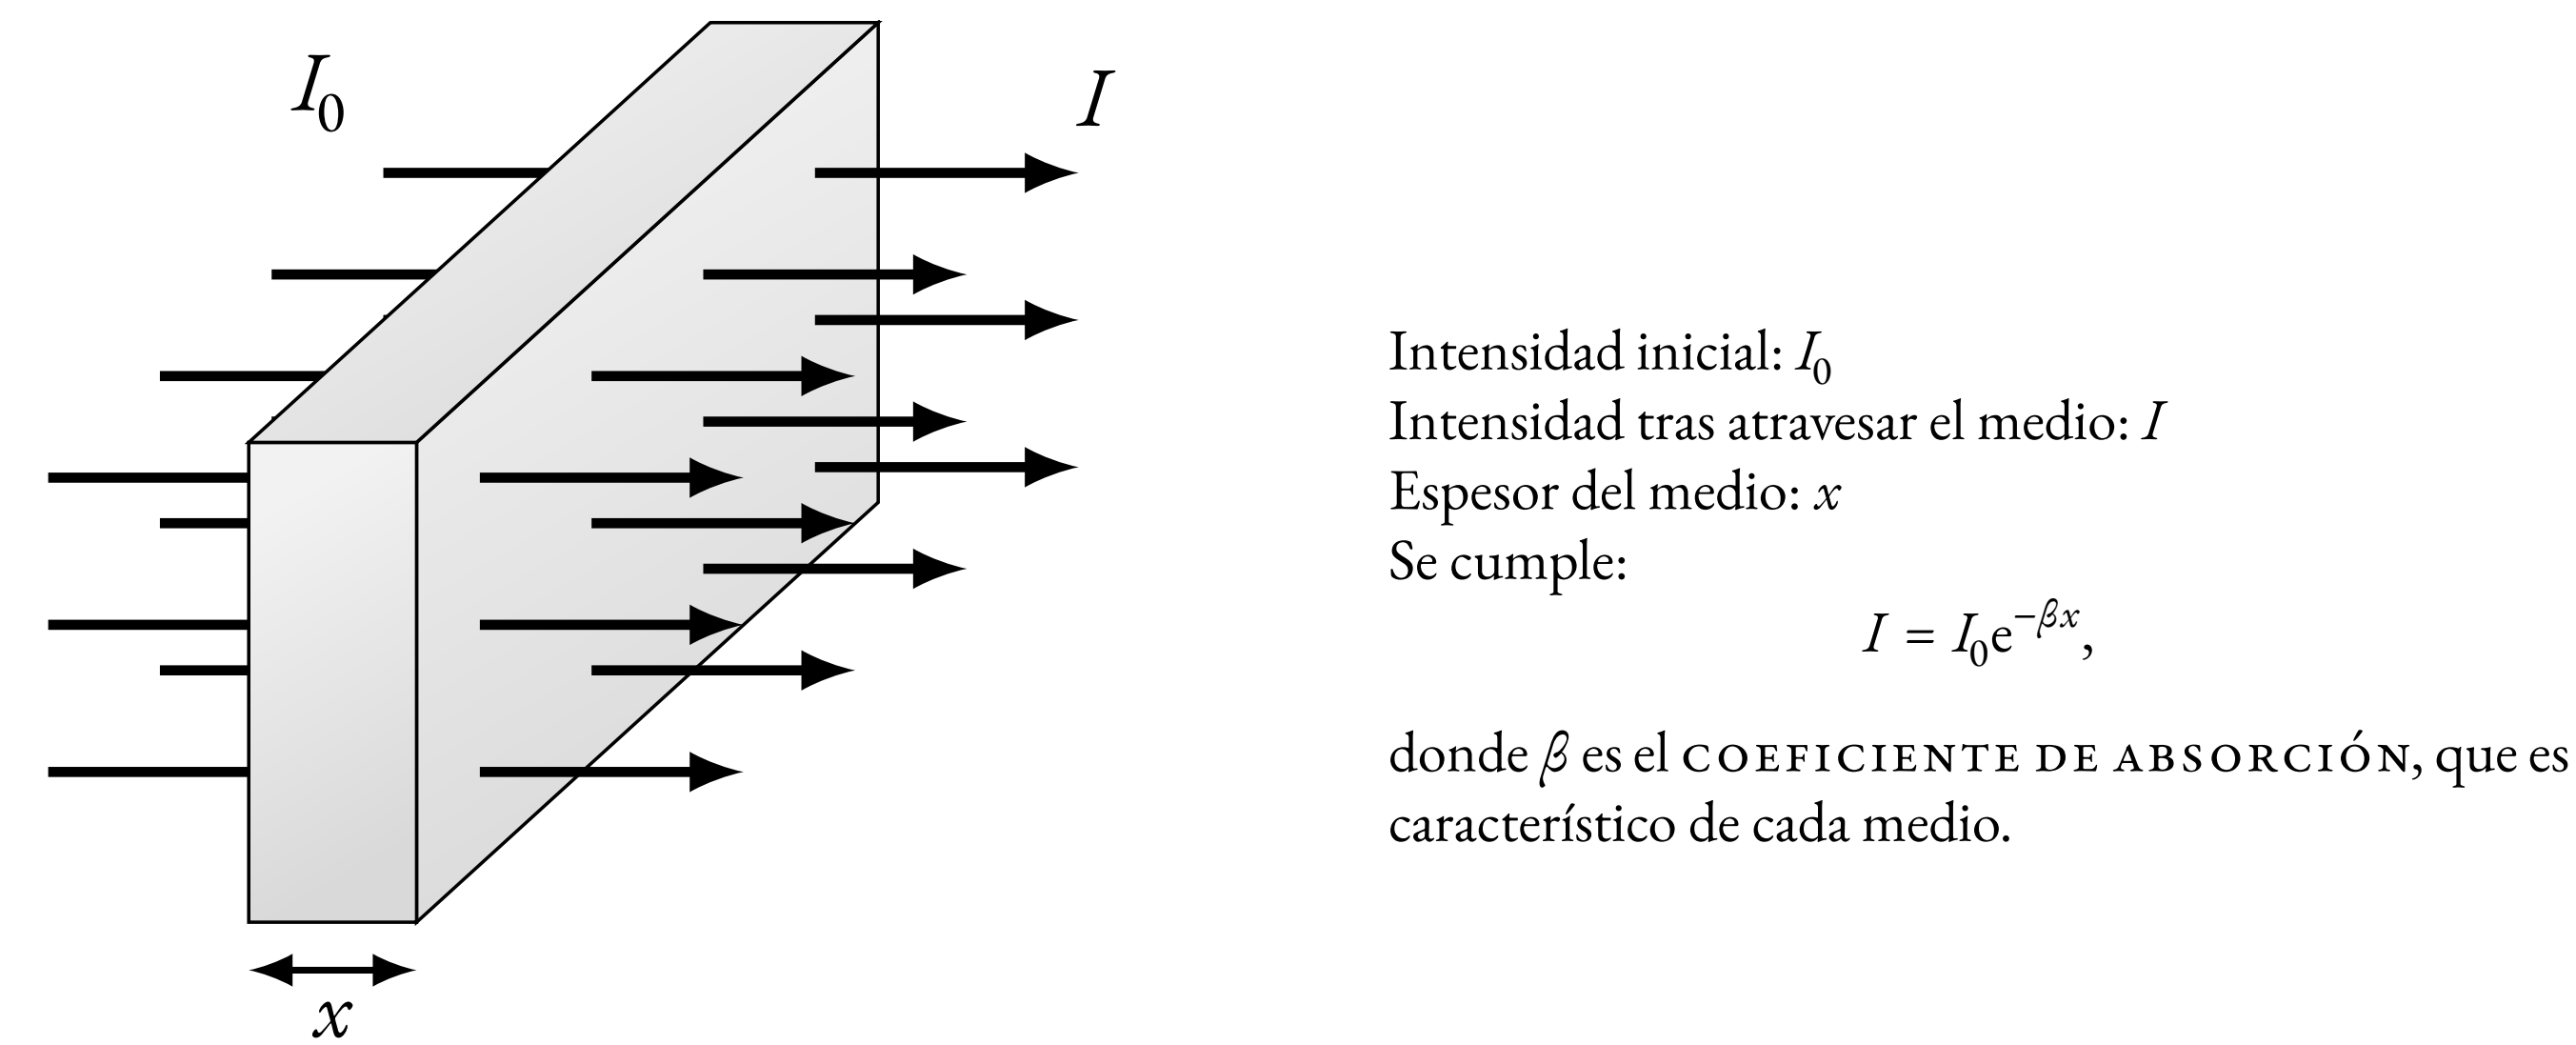 I₀
I
x
Intensidad inicial: I₀
Intensidad tras atravesar el medio: I
Espesor del medio: x
Se cumple:
I = I₀e^{−βx},
donde β es el COEFICIENTE DE ABSORCIÓN, que es
característico de cada medio.